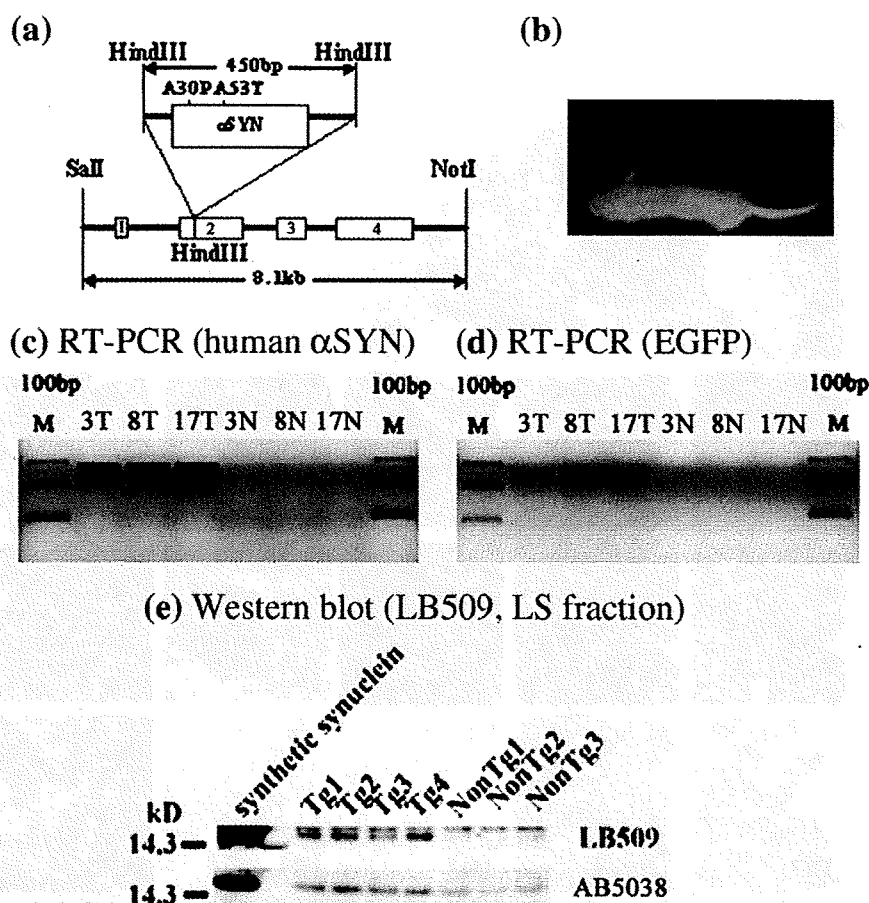 (a)
HindIII HindIII
450bp
A30P A53T
αSYN
SalI NotI
1 2 3 4
HindIII
8.1kb
(b)
(c) RT-PCR (human αSYN)
100bp 100bp
M 3T 8T 17T 3N 8N 17N M
(d) RT-PCR (EGFP)
100bp 100bp
M 3T 8T 17T 3N 8N 17N M
(e) Western blot (LB509, LS fraction)
synthetic synuclein Tg1 Tg2 Tg3 Tg4 NonTg1 NonTg2 NonTg3
kD
14.3 LB509
14.3 AB5038